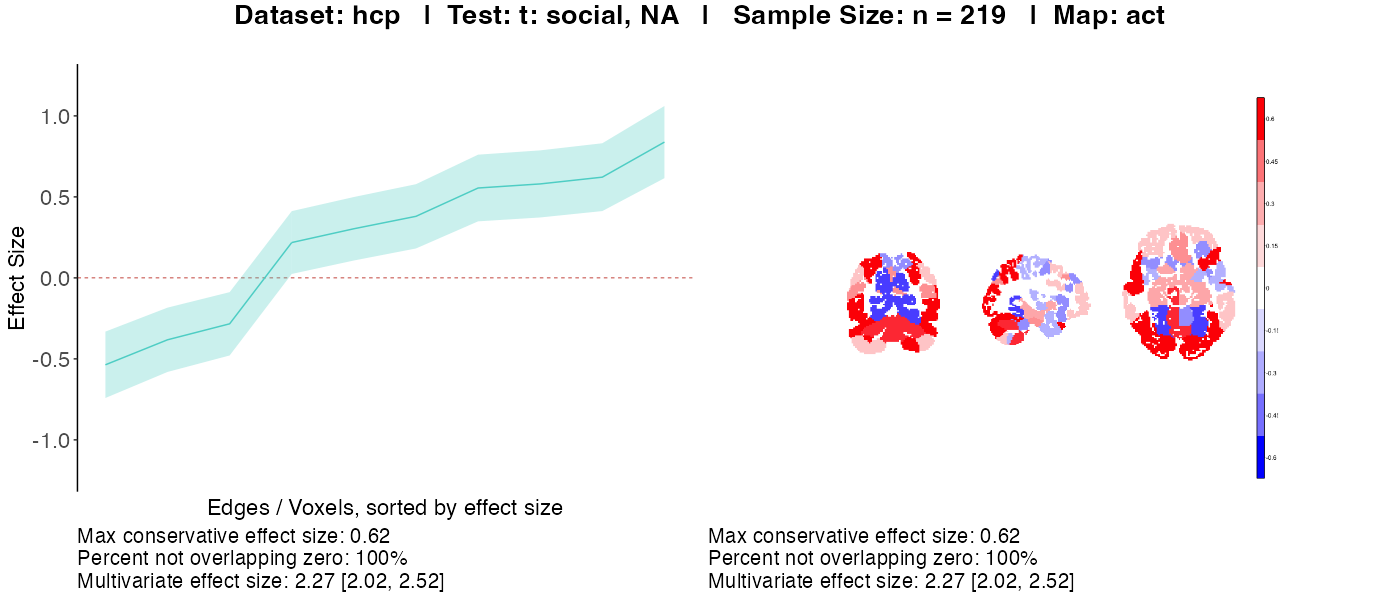 Dataset: hcp | Test: t: social, NA | Sample Size: n = 219 | Map: act
Effect Size
1.0
0.5
0.0
-0.5
-1.0
Edges / Voxels, sorted by effect size
Max conservative effect size: 0.62
Percent not overlapping zero: 100%
Multivariate effect size: 2.27 [2.02, 2.52]
0.6
0.45
0.3
0.15
0
-0.3
-0.6
Max conservative effect size: 0.62
Percent not overlapping zero: 100%
Multivariate effect size: 2.27 [2.02, 2.52]